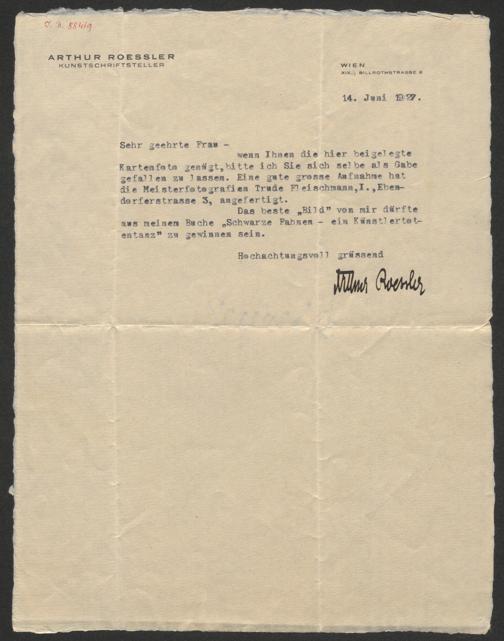 J. N. 88419
ARTHUR ROESSLER
KUNSTSCHRIFTSTELLER
WIEN
XIX., BILLROTHSTRASSE 6
14. Juni 1927.
Sehr geehrte Frau -
wenn Ihnen die hier beigelegte
Kartenfoto genügt,bitte ich Sie sich selbe als Gabe
gefallen zu lassen. Eine gute grosse Aufnahme hat
die Meisterfotografien Trude Fleischmann,I.,Eben-
dorferstrasse 3, angefertigt.
Das beste „Bild" von mir dürfte
aus meinem Buche „Schwarze Fahnen - ein Künstlertot-
entanz" zu gewinnen sein.
Hochachtungsvoll grüssend
Arthur Roessler